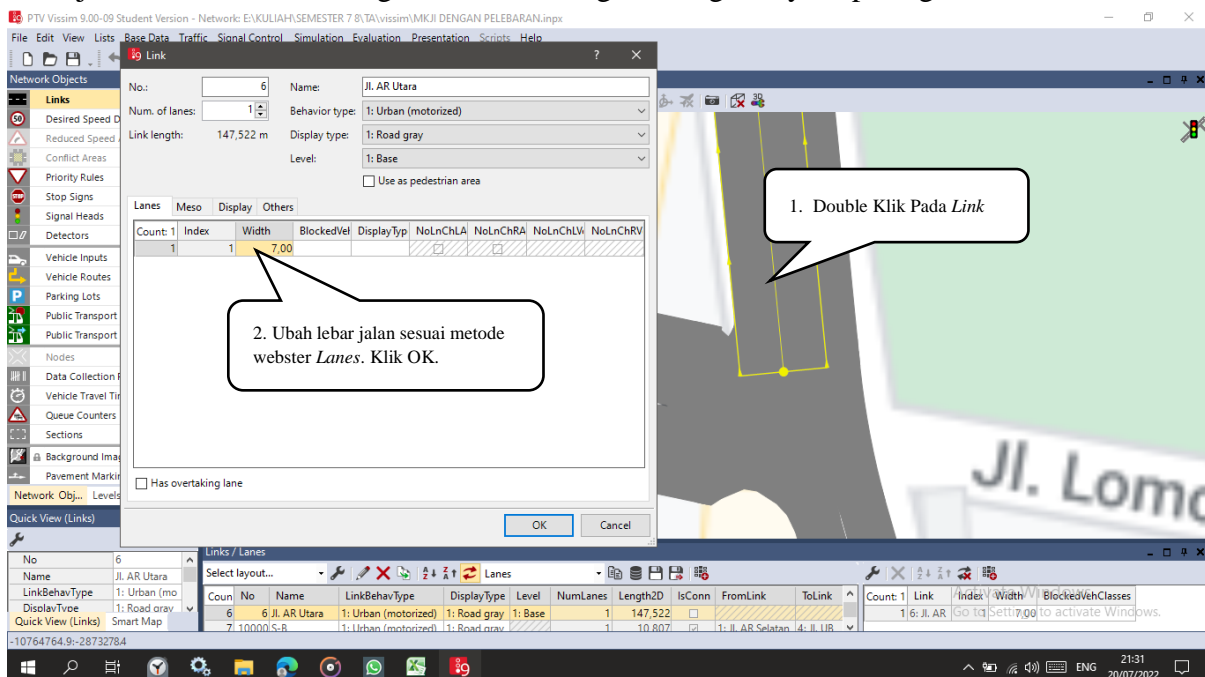 PTV Vissim 9.00-09 Student Version - Network: E:\KULIAH\SEMESTER 7 8\TA\vissim\MKJI DENGAN PELEBARAN.inpx
File Edit View Lists Base Data Traffic Signal Control Simulation Evaluation Presentation Scripts Help
Link
Network Objects
Links
Desired Speed D
Reduced Speed
Conflict Areas
Priority Rules
Stop Signs
Signal Heads
Detectors
Vehicle Inputs
Vehicle Routes
Parking Lots
Public Transport
Public Transport
Nodes
Data Collection
Vehicle Travel
Queue Counters
Sections
Background
Pavement
Network Obj... Levels
No.: 6 Name: Jl. AR Utara
Num. of lanes: 1 Behavior type: 1: Urban (motorized)
Link length: 147,522 m Display type: 1: Road gray
Level: 1: Base
Use as pedestrian area
Lanes Meso Display Others
Count: 1 Index Width BlockedVel DisplayTyp NoLnChLA NoLnChRA NoLnChLV NoLnChRV
1 1 7,00
1. Double Klik Pada Link
2. Ubah lebar jalan sesuai metode
webster Lanes. Klik OK.
Has overtaking lane
OK Cancel
Jl. Lomo
Quick View (Links)
No 6
Name Jl. AR Utara
LinkBehavType 1: Urban (mo
DisplayType 1: Road gray
Quick View (Links) Smart Map
Links / Lanes
Select layout... Lanes
Coun No Name LinkBehavType DisplayType Level NumLanes Length2D IsConn FromLink ToLink
6 6 Jl. AR Utara 1: Urban (motorized) 1: Road gray 1: Base 1 147,522
7 10000 S-B 1: Urban (motorized) 1: Road gray 1 10,807 1: Jl. AR Selatan 4: Jl. UB
Count: 1 Link Index Width BlockedVehClasses
1 6: Jl. AR 1 7,00
Activate Windows
Go to Settings to activate Windows.
-10764764.9:-2873278.4
ENG 21:31
20/07/2022